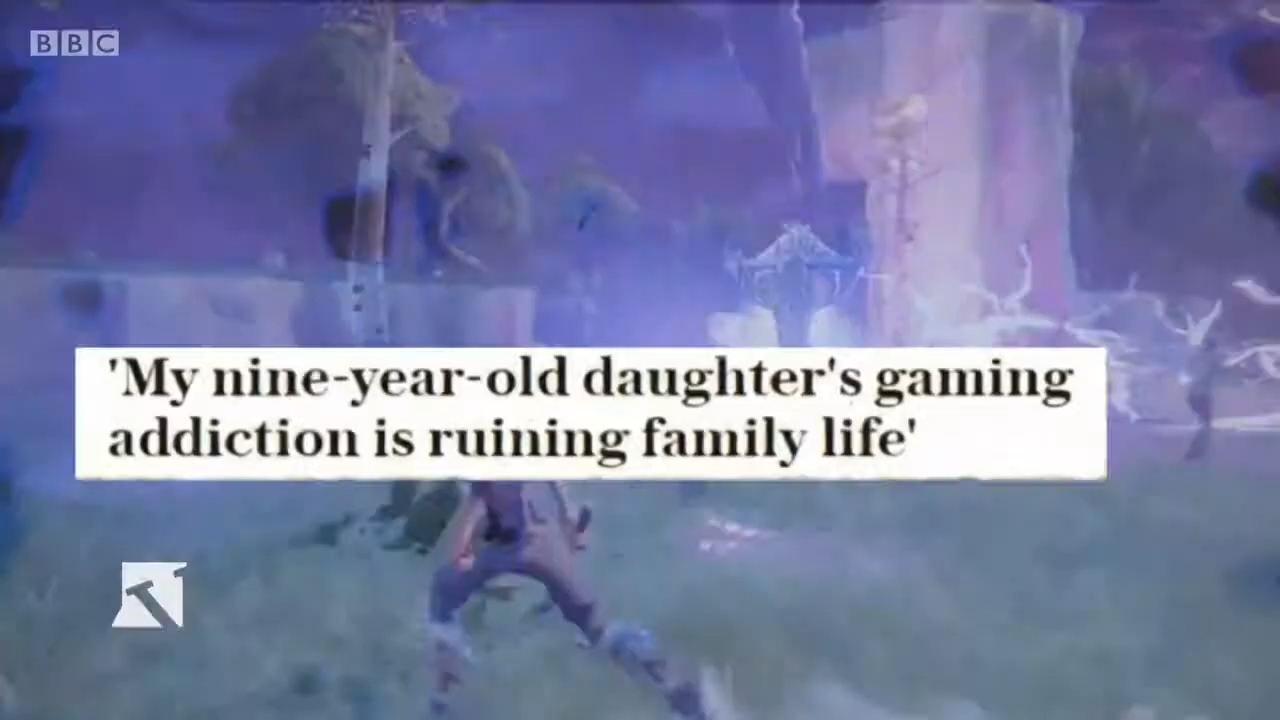 BBC
'My nine-year-old daughter's gaming
addiction is ruining family life'